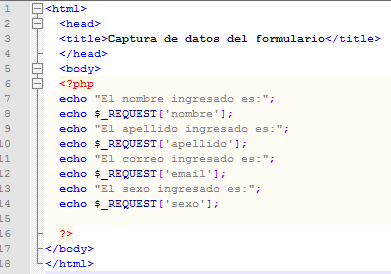 1 <html>
2 <head>
3 <title>Captura de datos del formulario</title>
4 </head>
5 <body>
6 <?php
7 echo "El nombre ingresado es:";
8 echo $_REQUEST['nombre'];
9 echo "El apellido ingresado es:";
10 echo $_REQUEST['apellido'];
11 echo "El correo ingresado es:";
12 echo $_REQUEST['email'];
13 echo "El sexo ingresado es:";
14 echo $_REQUEST['sexo'];
15
16 ?>
17 </body>
18 </html>